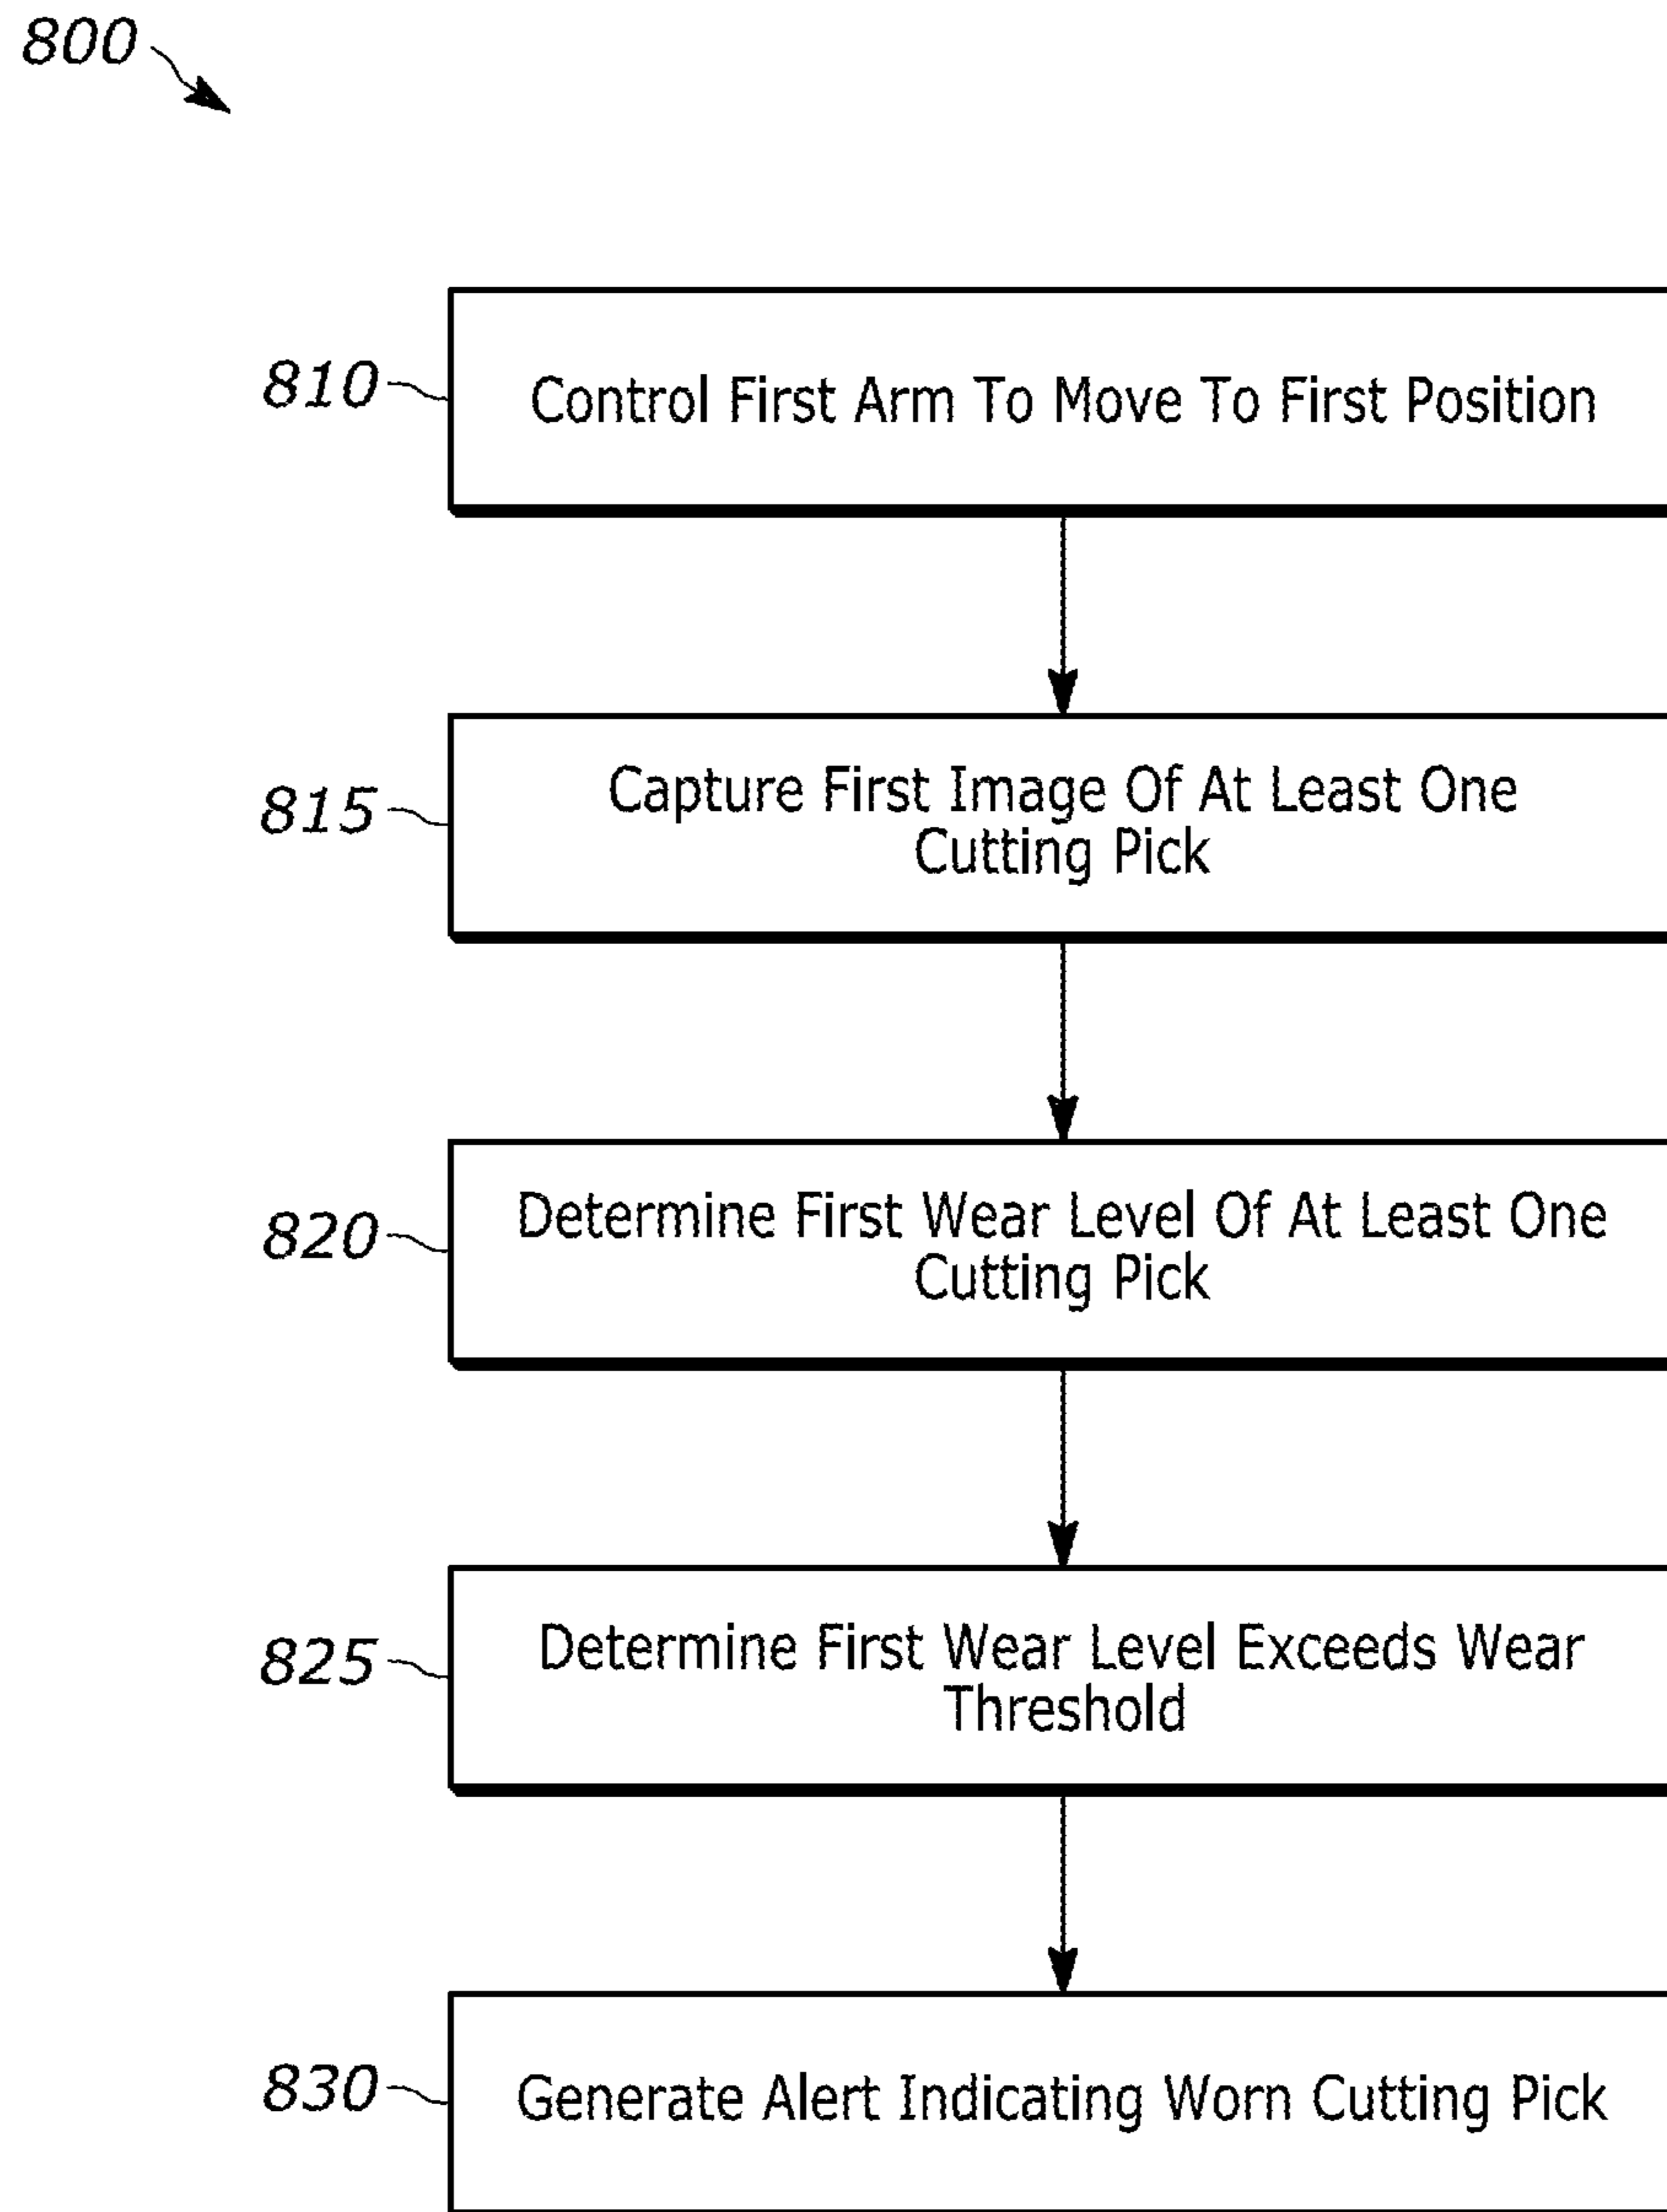 800
810
Control First Arm To Move To First Position
815
Capture First Image Of At Least One
Cutting Pick
820
Determine First Wear Level Of At Least One
Cutting Pick
825
Determine First Wear Level Exceeds Wear
Threshold
830
Generate Alert Indicating Worn Cutting Pick